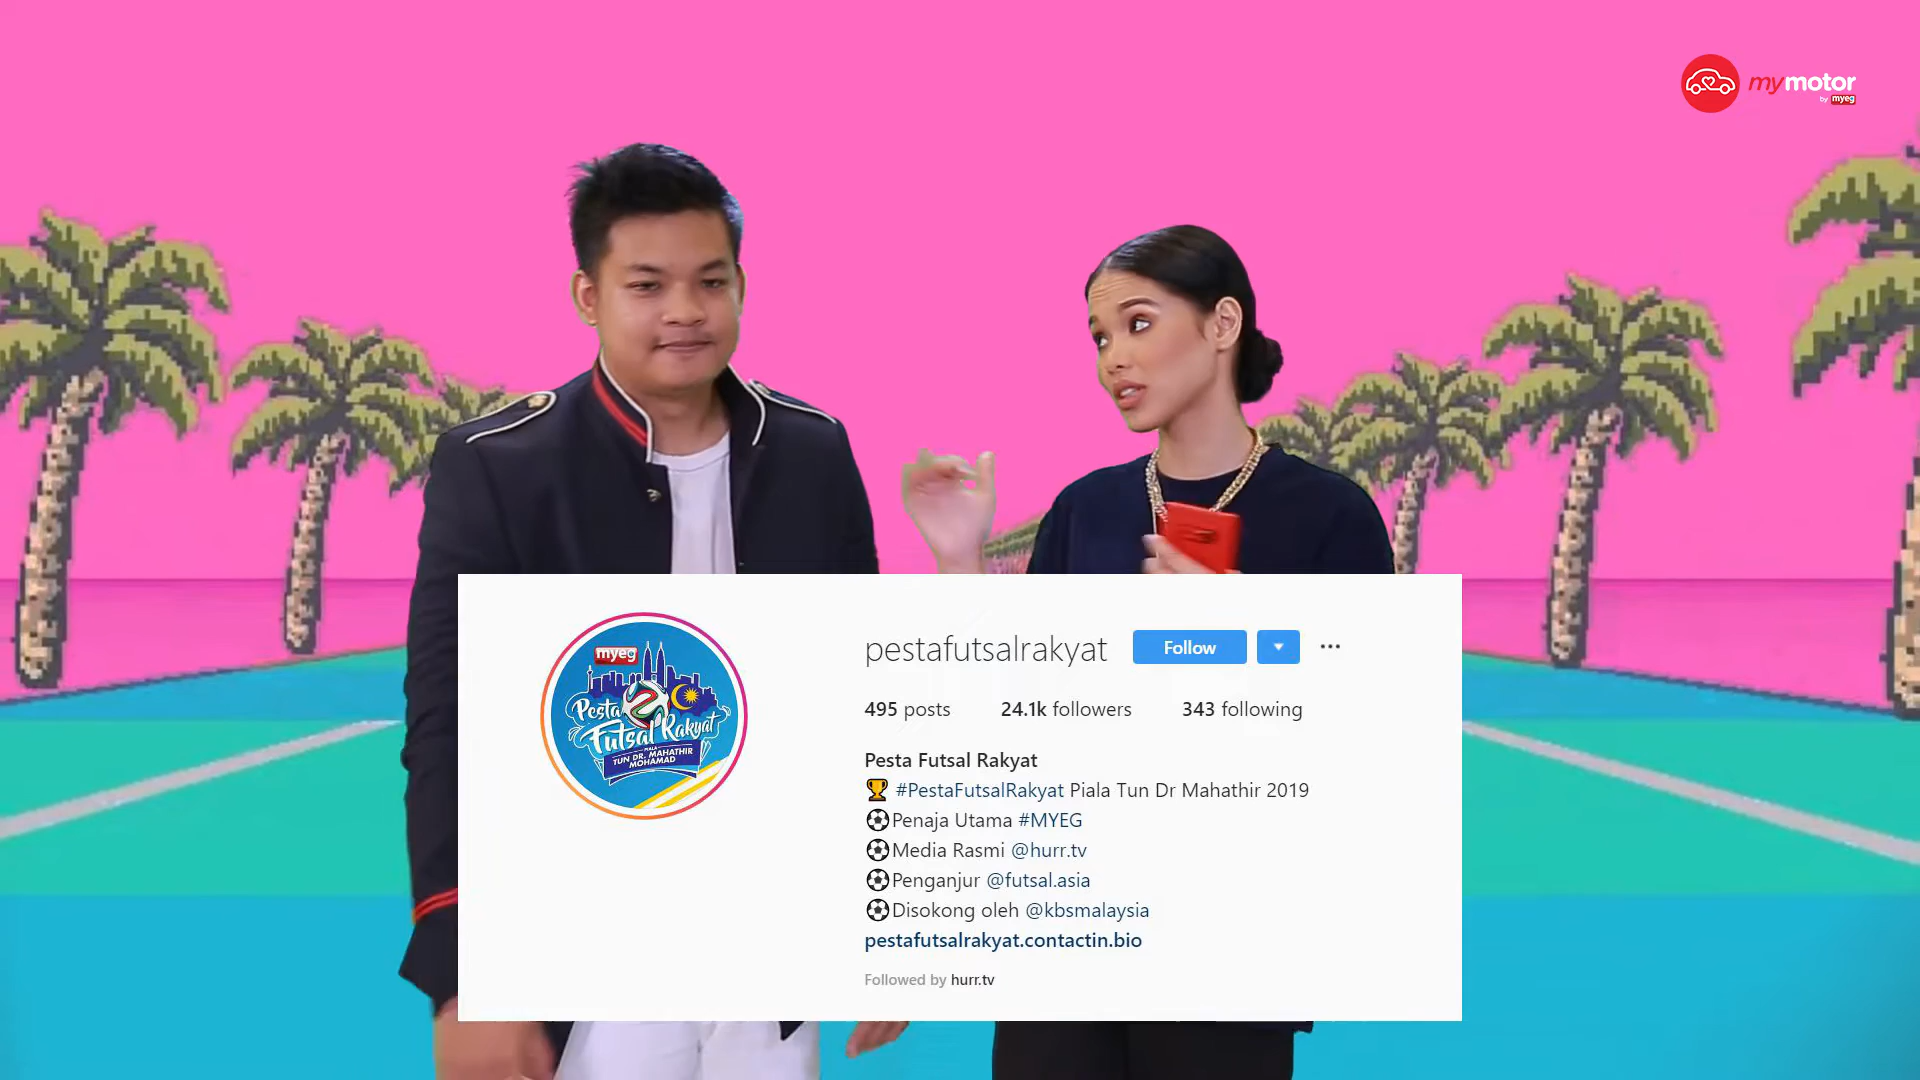 mymotor
by myeg
pestafutsalrakyat Follow
495 posts 24.1k followers 343 following
myeg
Pesta
Futsal Rakyat
PIALA
TUN DR. MAHATHIR
MOHAMAD
Pesta Futsal Rakyat
🏆 #PestaFutsalRakyat Piala Tun Dr Mahathir 2019
⚽Penaja Utama #MYEG
⚽Media Rasmi @hurr.tv
⚽Penganjur @futsal.asia
⚽Disokong oleh @kbsmalaysia
pestafutsalrakyat.contactin.bio
Followed by hurr.tv